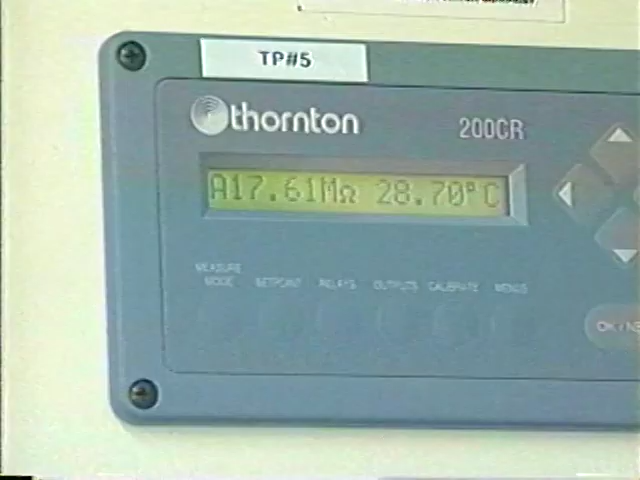 TP#5
thornton
200CR
A17.61MΩ 28.70°C
MEASURE
MODE SETPOINT RELAYS OUTPUTS CALIBRATE MENUS